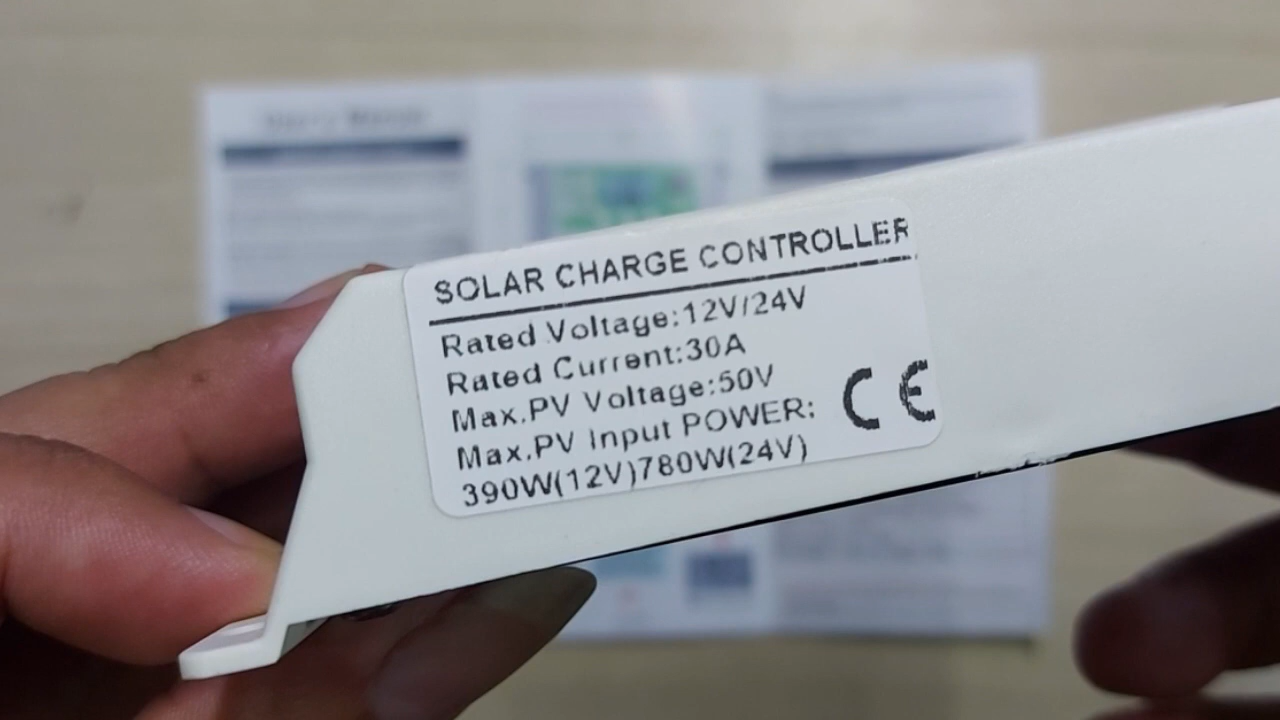 SOLAR CHARGE CONTROLLER
Rated Voltage:12V/24V
Rated Current:30A
Max.PV Voltage:50V
Max.PV Input POWER:
390W(12V)780W(24V)
CE